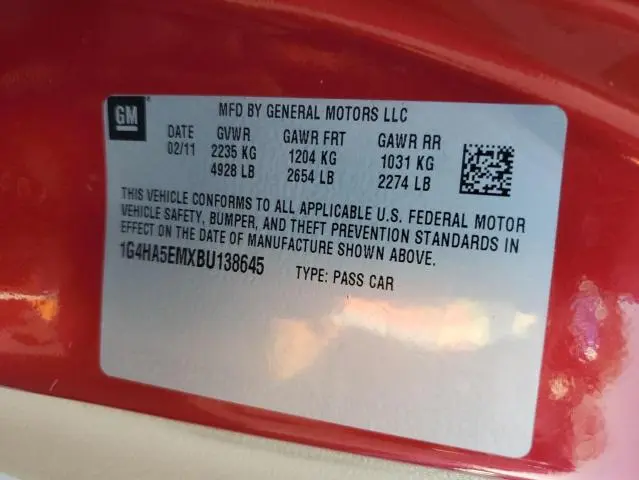 GM
MFD BY GENERAL MOTORS LLC
DATE GVWR GAWR FRT GAWR RR
02/11 2235 KG 1204 KG 1031 KG
4928 LB 2654 LB 2274 LB
THIS VEHICLE CONFORMS TO ALL APPLICABLE U.S. FEDERAL MOTOR
VEHICLE SAFETY, BUMPER, AND THEFT PREVENTION STANDARDS IN
EFFECT ON THE DATE OF MANUFACTURE SHOWN ABOVE.
1G4HA5EMXBU138645 TYPE: PASS CAR